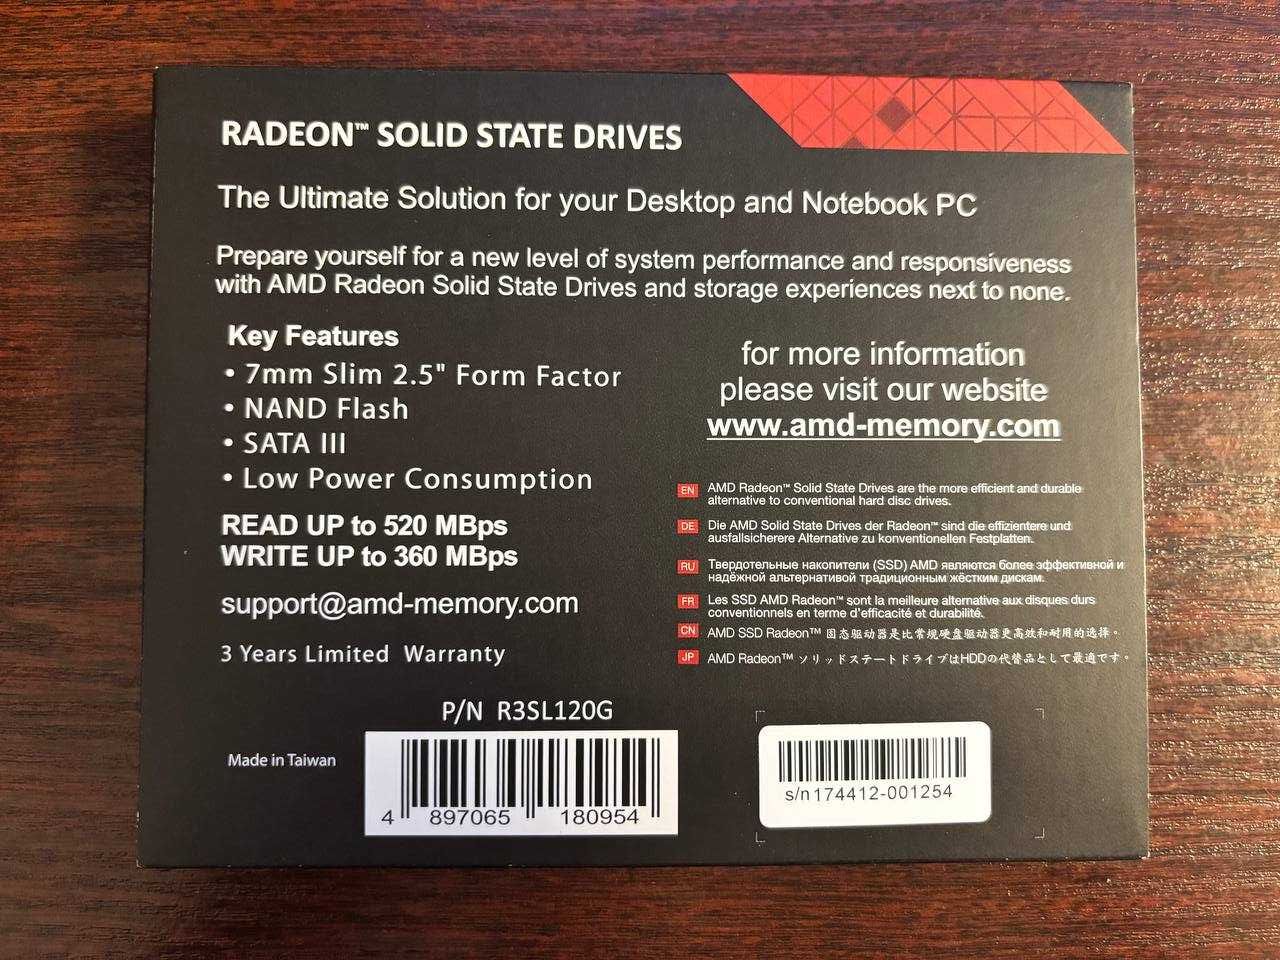 RADEON™ SOLID STATE DRIVES
The Ultimate Solution for your Desktop and Notebook PC
Prepare yourself for a new level of system performance and responsiveness
with AMD Radeon Solid State Drives and storage experiences next to none.
Key Features
• 7mm Slim 2.5" Form Factor
• NAND Flash
• SATA III
• Low Power Consumption
READ UP to 520 MBps
WRITE UP to 360 MBps
support@amd-memory.com
3 Years Limited Warranty
for more information
please visit our website
www.amd-memory.com
EN AMD Radeon™ Solid State Drives are the more efficient and durable
alternative to conventional hard disc drives.
DE Die AMD Solid State Drives der Radeon™ sind die effizientere und
ausfallsicherere Alternative zu konventionellen Festplatten.
RU Твердотельные накопители (SSD) AMD являются более эффективной и
надёжной альтернативой традиционным жёстким дискам.
FR Les SSD AMD Radeon™ sont la meilleure alternative aux disques durs
conventionnels en terme d'efficacité et durabilité.
CN AMD SSD Radeon™ 固态驱动器是比常规硬盘驱动器更高效和耐用的选择。
JP AMD Radeon™ ソリッドステートドライブはHDDの代替品として最適です。
P/N R3SL120G
Made in Taiwan
4 897065 180954
s/n 174412-001254